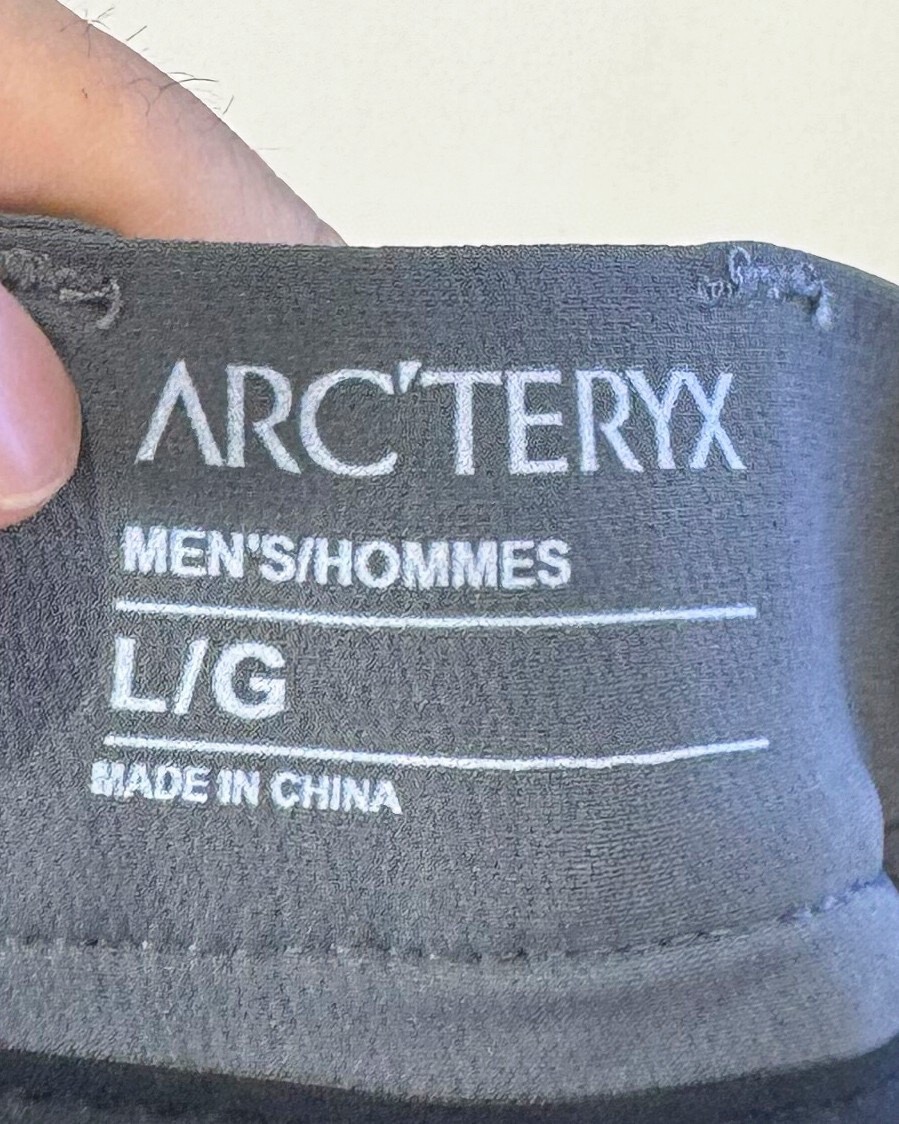 ARC'TERYX
MEN'S/HOMMES
L/G
MADE IN CHINA